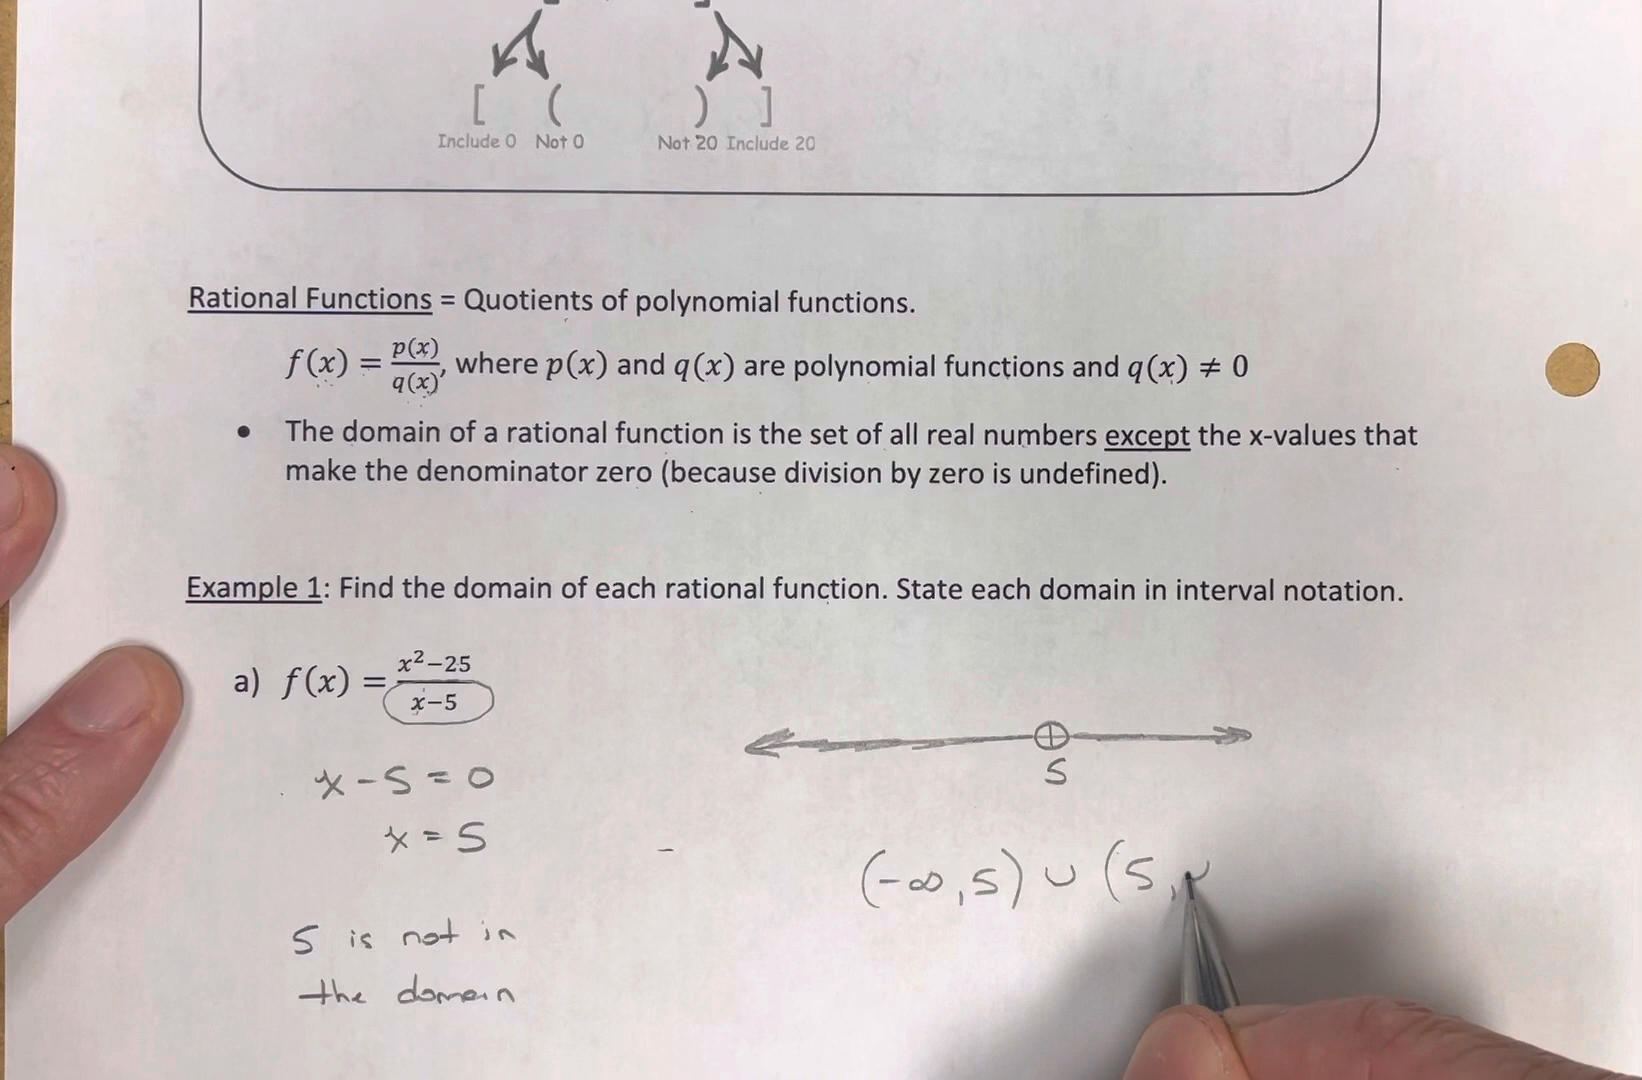 [ ( ) ]
Include 0 Not 0 Not 20 Include 20
Rational Functions = Quotients of polynomial functions.
f(x) = p(x)/q(x), where p(x) and q(x) are polynomial functions and q(x) ≠ 0
• The domain of a rational function is the set of all real numbers except the x-values that
make the denominator zero (because division by zero is undefined).
Example 1: Find the domain of each rational function. State each domain in interval notation.
a) f(x) = x²−25/x−5
x - 5 = 0
x = 5
5 is not in
the domain
5
(-∞, 5) ∪ (5,